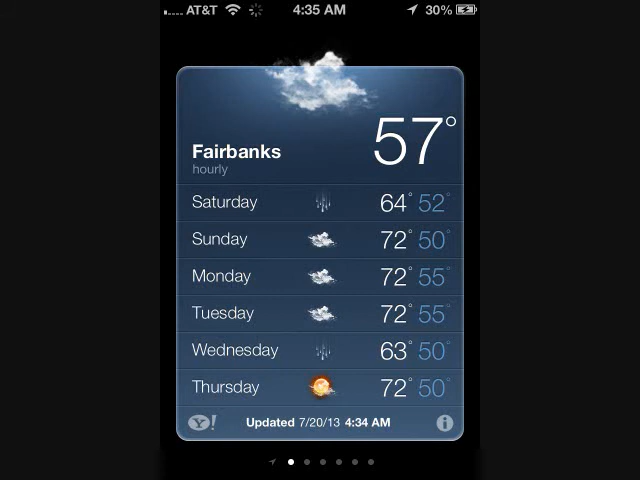 AT&T 4:35 AM 30%
57°
Fairbanks
hourly
Saturday 64° 52°
Sunday 72° 50°
Monday 72° 55°
Tuesday 72° 55°
Wednesday 63° 50°
Thursday 72° 50°
Y! Updated 7/20/13 4:34 AM i